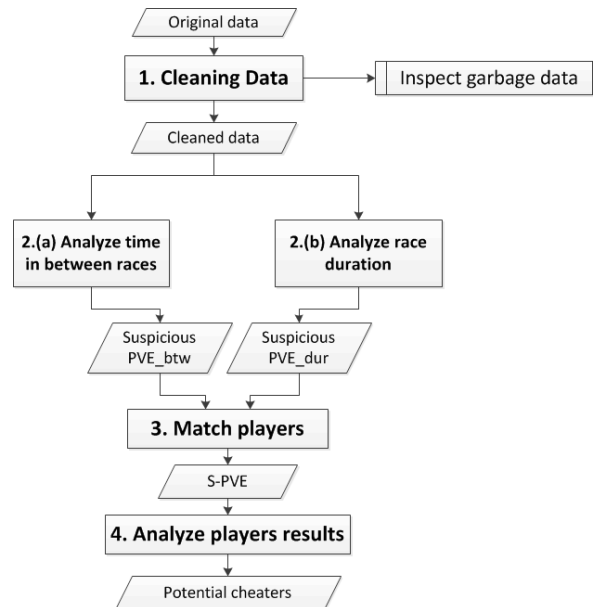 Original data
1. Cleaning Data
Inspect garbage data
Cleaned data
2.(a) Analyze time
in between races
2.(b) Analyze race
duration
Suspicious
PVE_btw
Suspicious
PVE_dur
3. Match players
S-PVE
4. Analyze players results
Potential cheaters